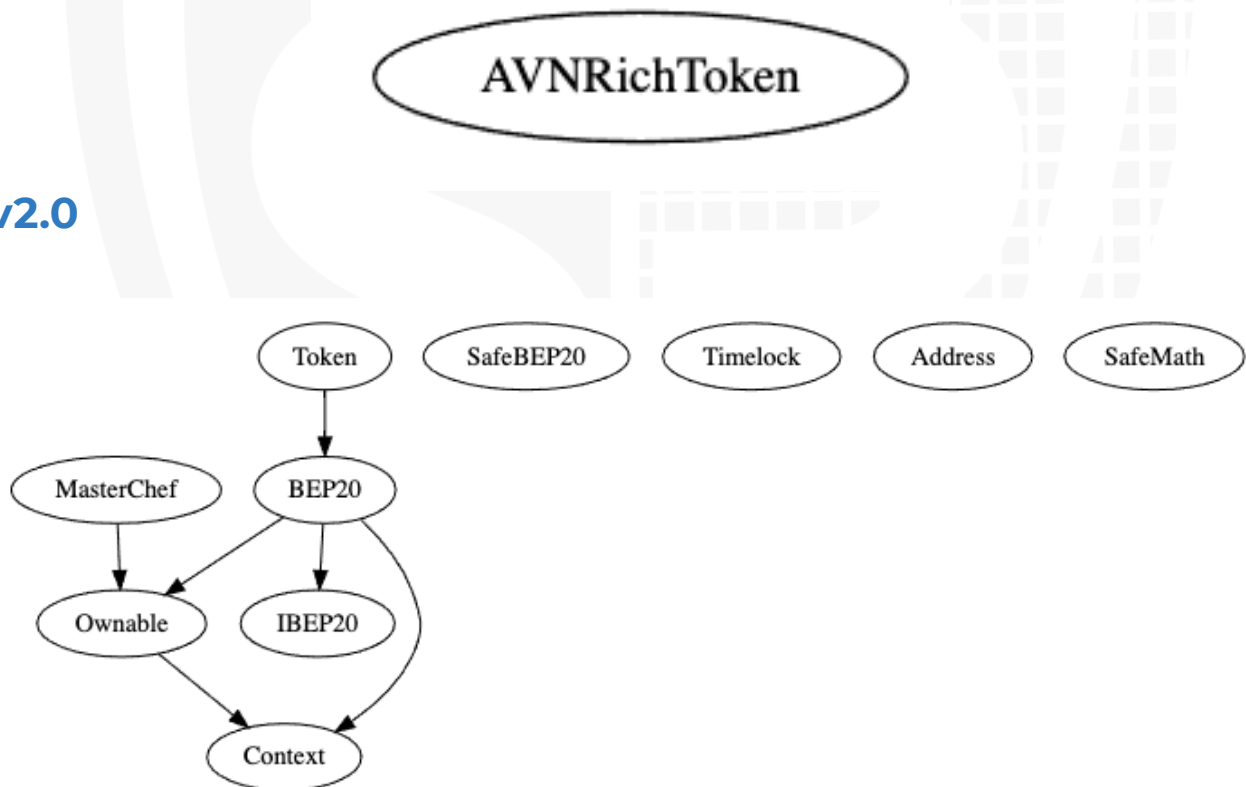 AVNRichToken
v2.0
Token SafeBEP20 Timelock Address SafeMath
MasterChef BEP20
Ownable IBEP20
Context